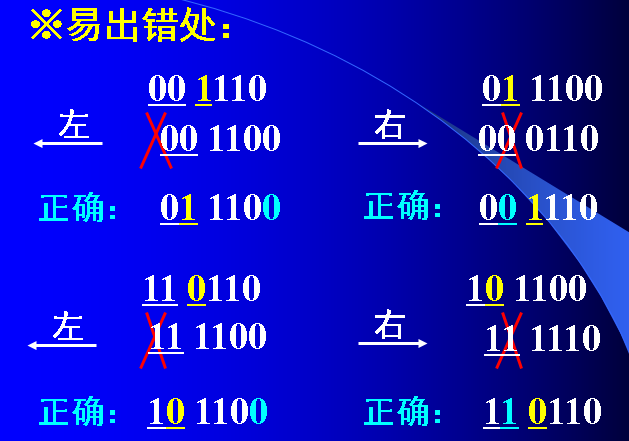 ※易出错处：
00 1110
左
00 1100
正确： 01 1100
01 1100
右
00 0110
正确： 00 1110
11 0110
左
11 1100
正确： 10 1100
10 1100
右
11 1110
正确： 11 0110